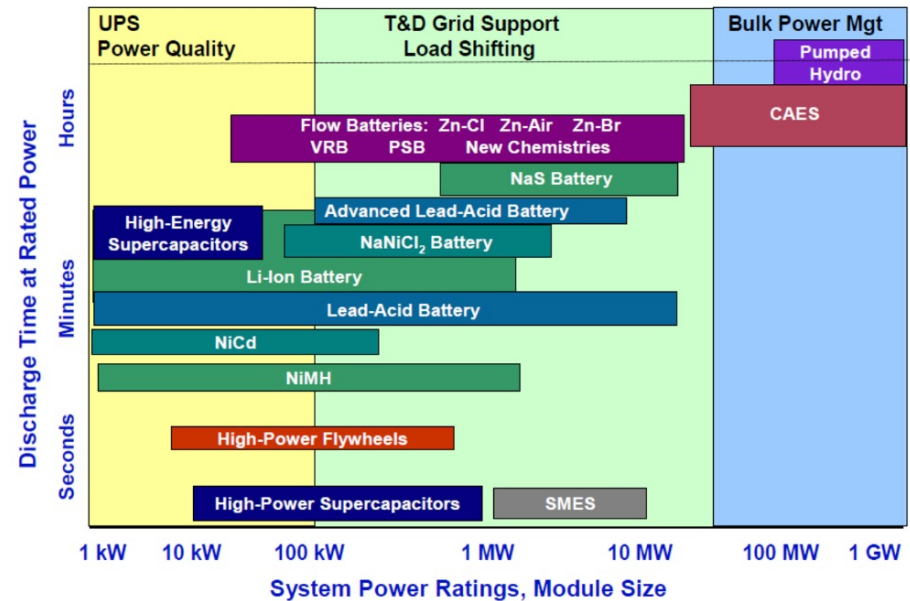 UPS
Power Quality
T&D Grid Support
Load Shifting
Bulk Power Mgt
Pumped
Hydro
CAES
Flow Batteries: Zn-Cl Zn-Air Zn-Br
VRB PSB New Chemistries
NaS Battery
Advanced Lead-Acid Battery
High-Energy
Supercapacitors
NaNiCl₂ Battery
Li-Ion Battery
Lead-Acid Battery
NiCd
NiMH
High-Power Flywheels
High-Power Supercapacitors
SMES
Discharge Time at Rated Power
Hours
Minutes
Seconds
1 kW 10 kW 100 kW 1 MW 10 MW 100 MW 1 GW
System Power Ratings, Module Size